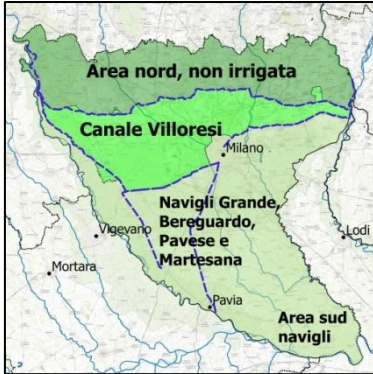 Area nord, non irrigata
Canale Villoresi
Milano
Navigli Grande,
Bereguardo,
Pavese e
Martesana
Vigevano
Lodi
Mortara
Pavia
Area sud
navigli